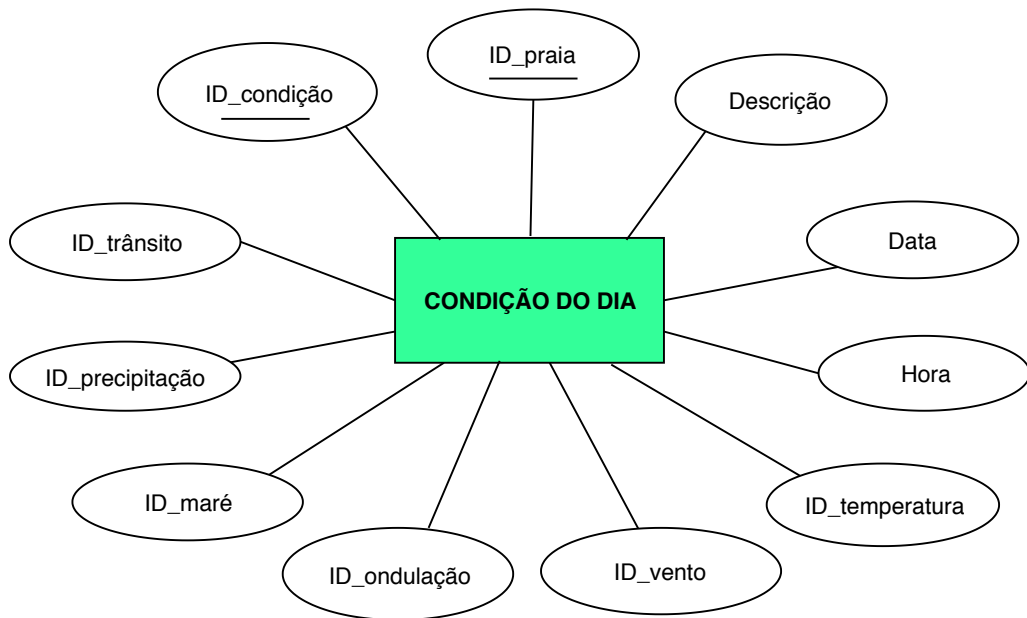 ID_praia
ID_condição
Descrição
ID_trânsito
Data
CONDIÇÃO DO DIA
ID_precipitação
Hora
ID_maré
ID_temperatura
ID_ondulação
ID_vento